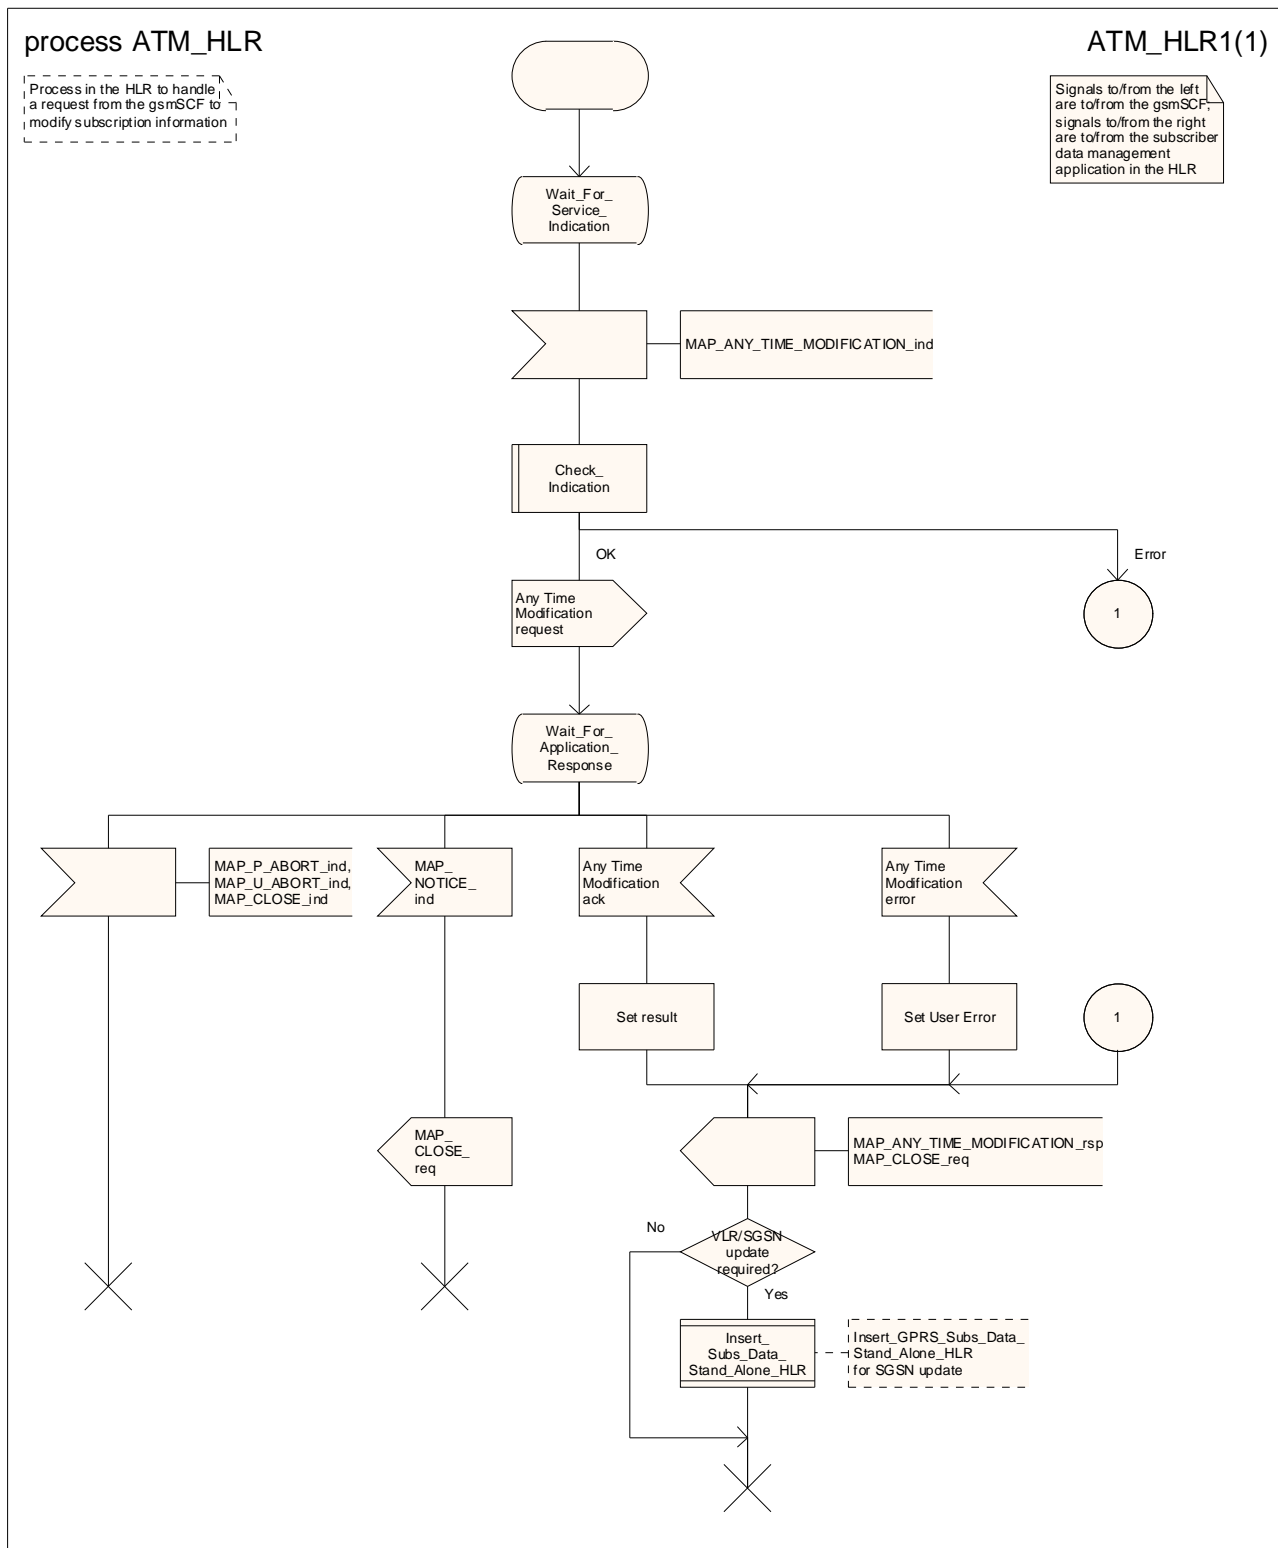 process ATM_HLR
ATM_HLR1(1)
Process in the HLR to handle
a request from the gsmSCF to
modify subscription information
Signals to/from the left
are to/from the gsmSCF;
signals to/from the right
are to/from the subscriber
data management
application in the HLR
Wait_For_
Service_
Indication
MAP_ANY_TIME_MODIFICATION_ind
Check_
Indication
OK
Error
Any Time
Modification
request
1
Wait_For_
Application_
Response
MAP_P_ABORT_ind,
MAP_U_ABORT_ind,
MAP_CLOSE_ind
MAP_
NOTICE_
ind
Any Time
Modification
ack
Any Time
Modification
error
Set result
Set User Error
1
MAP_
CLOSE_
req
MAP_ANY_TIME_MODIFICATION_rsp
MAP_CLOSE_req
No
VLR/SGSN
update
required?
Yes
Insert_
Subs_Data_
Stand_Alone_HLR
Insert_GPRS_Subs_Data_
Stand_Alone_HLR
for SGSN update